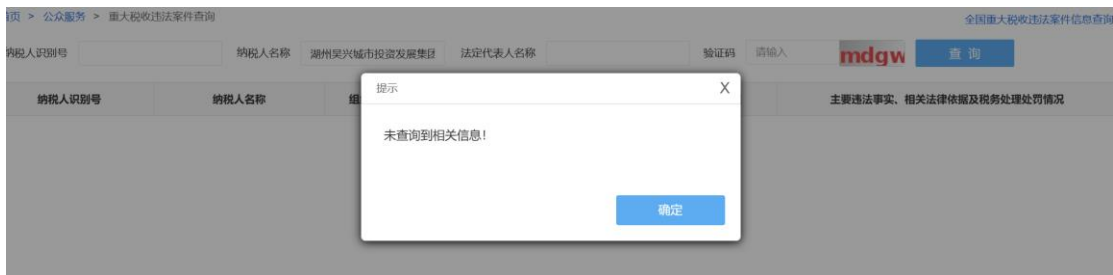 首页 > 公众服务 > 重大税收违法案件查询
全国重大税收违法案件信息查询
纳税人识别号 纳税人名称 湖州吴兴城市投资发展集团 法定代表人名称 验证码 请输入 mdgw 查 询
纳税人识别号 纳税人名称 组 主要违法事实、相关法律依据及税务处理处罚情况
提示 X
未查询到相关信息!
确定